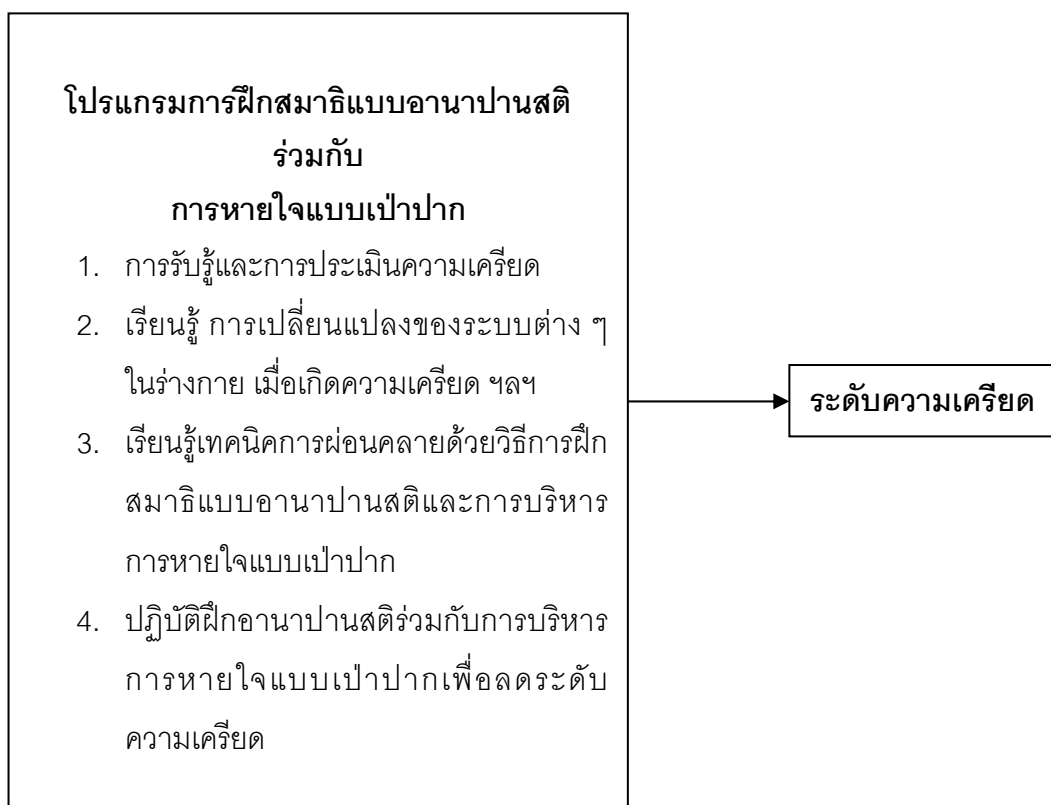 โปรแกรมการฝึกสมาธิแบบอานาปานสติ
ร่วมกับ
การหายใจแบบเป่าปาก
1. การรับรู้และการประเมินความเครียด
2. เรียนรู้ การเปลี่ยนแปลงของระบบต่าง ๆ
ในร่างกาย เมื่อเกิดความเครียด ฯลฯ
3. เรียนรู้เทคนิคการผ่อนคลายด้วยวิธีการฝึก
สมาธิแบบอานาปานสติและการบริหาร
การหายใจแบบเป่าปาก
4. ปฏิบัติฝึกอานาปานสติร่วมกับการบริหาร
การหายใจแบบเป่าปากเพื่อลดระดับ
ความเครียด
ระดับความเครียด